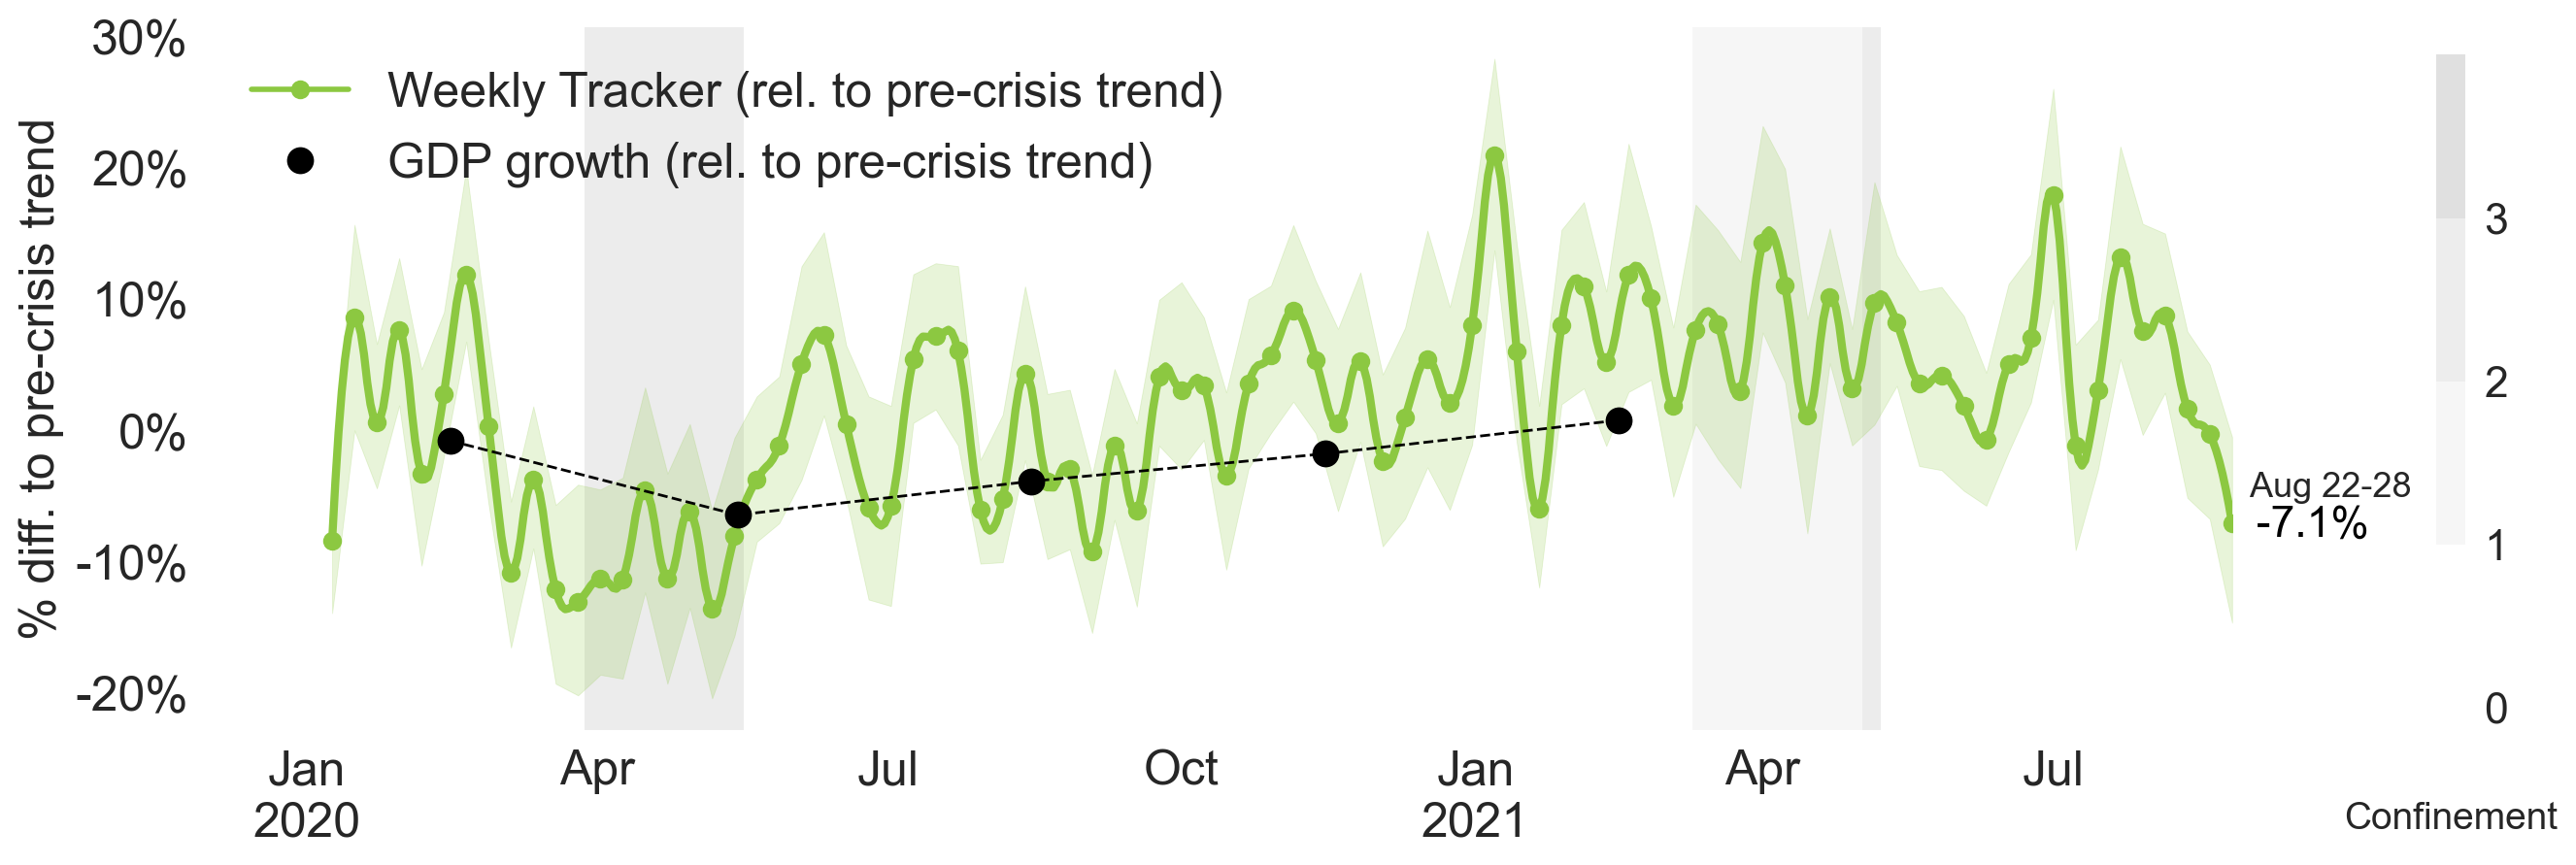 % diff. to pre-crisis trend
30%
20%
10%
0%
-10%
-20%
Weekly Tracker (rel. to pre-crisis trend)
GDP growth (rel. to pre-crisis trend)
Aug 22-28
-7.1%
3
2
1
0
Jan
2020
Apr
Jul
Oct
Jan
2021
Apr
Jul
Confinement